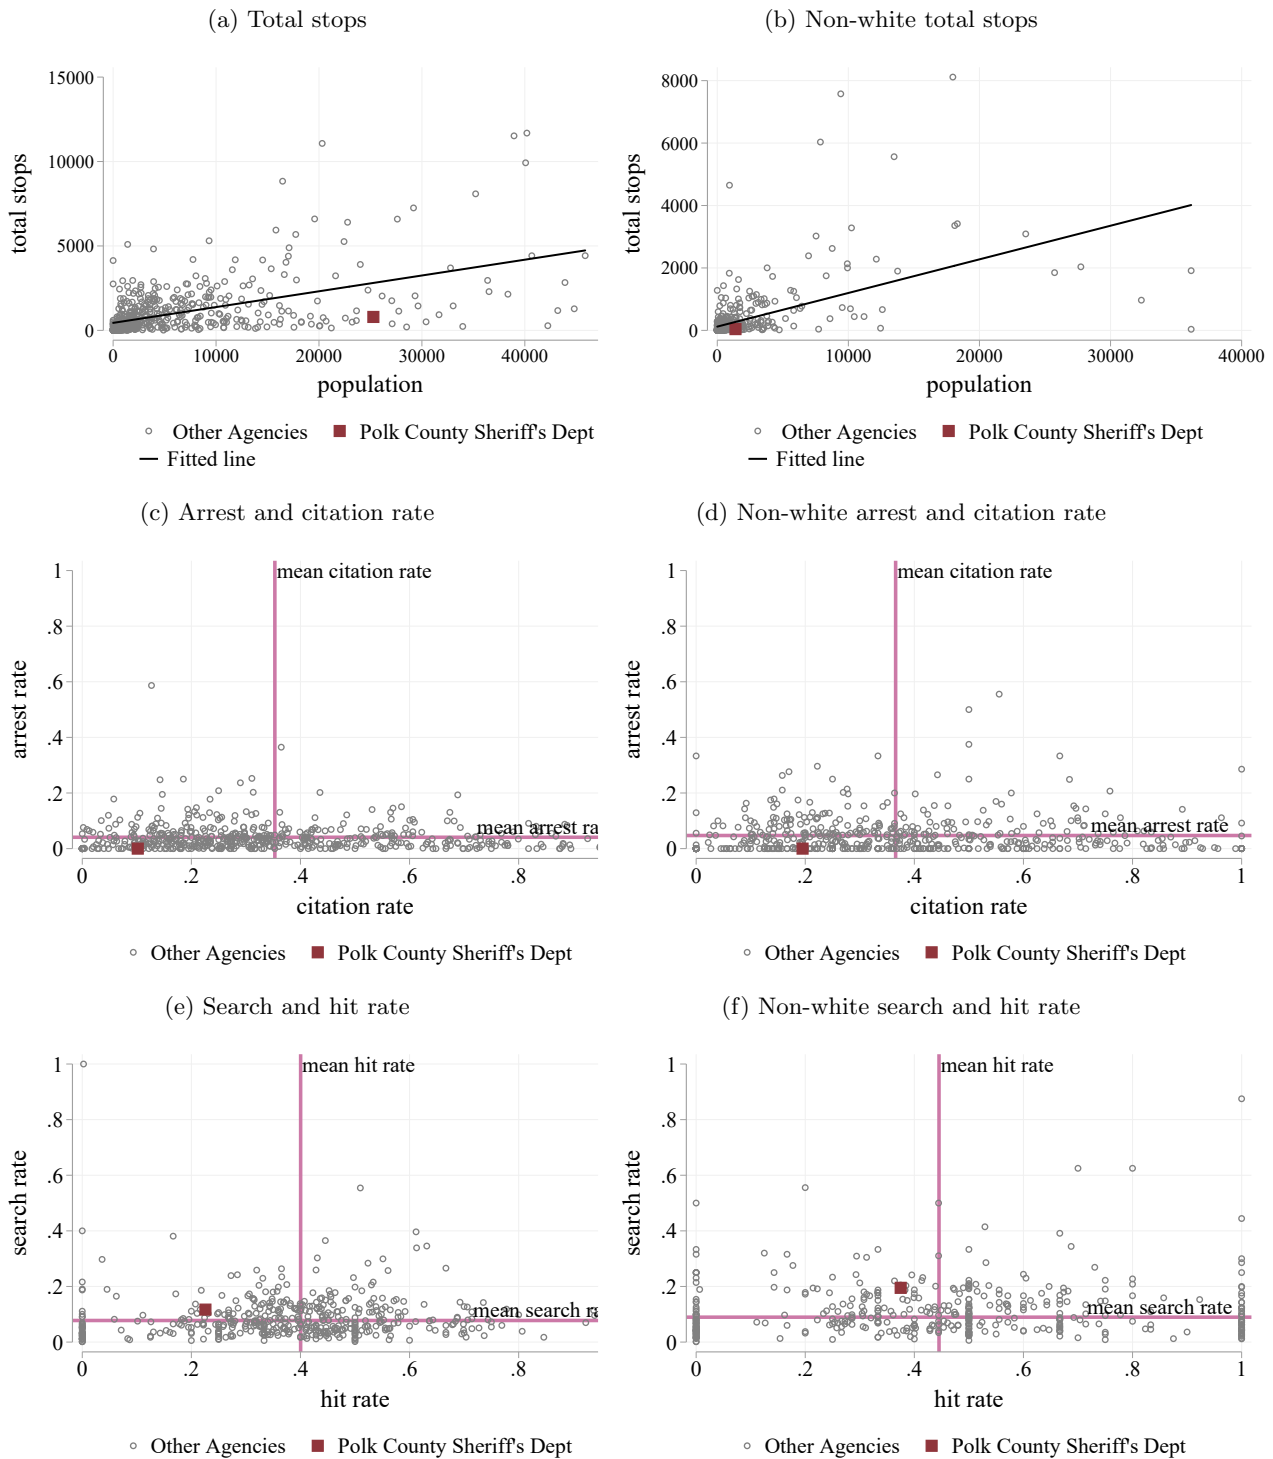 (a) Total stops
(b) Non-white total stops
15000
10000
5000
0
total stops
0 10000 20000 30000 40000
population
Other Agencies Polk County Sheriff's Dept
Fitted line
8000
6000
4000
2000
0
total stops
0 10000 20000 30000 40000
population
Other Agencies Polk County Sheriff's Dept
Fitted line
(c) Arrest and citation rate
(d) Non-white arrest and citation rate
mean citation rate
1
.8
.6
.4
.2
0
arrest rate
mean arrest ra
0 .2 .4 .6 .8
citation rate
Other Agencies Polk County Sheriff's Dept
mean citation rate
1
.8
.6
.4
.2
0
arrest rate
mean arrest rate
0 .2 .4 .6 .8 1
citation rate
Other Agencies Polk County Sheriff's Dept
(e) Search and hit rate
(f) Non-white search and hit rate
mean hit rate
1
.8
.6
.4
.2
0
search rate
mean search ra
0 .2 .4 .6 .8
hit rate
Other Agencies Polk County Sheriff's Dept
mean hit rate
1
.8
.6
.4
.2
0
search rate
mean search rate
0 .2 .4 .6 .8 1
hit rate
Other Agencies Polk County Sheriff's Dept